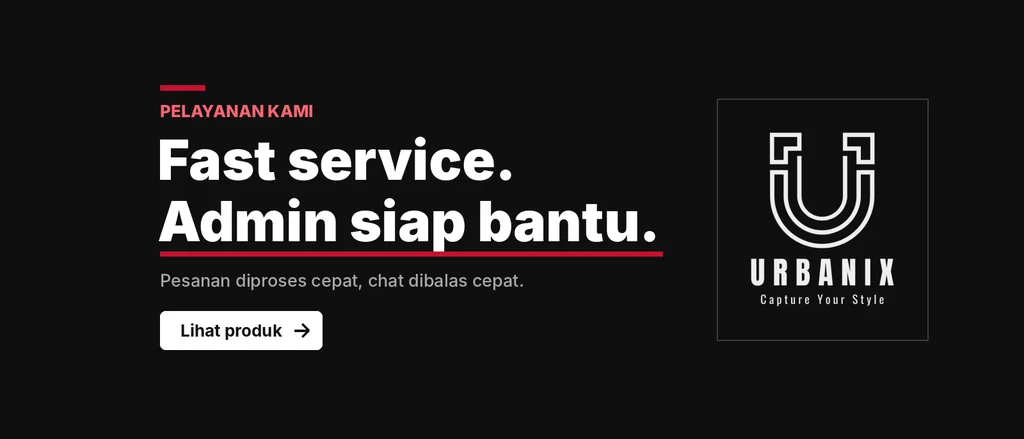 PELAYANAN KAMI
Fast service.
Admin siap bantu.
Pesanan diproses cepat, chat dibalas cepat.
Lihat produk →
URBANIX
Capture Your Style